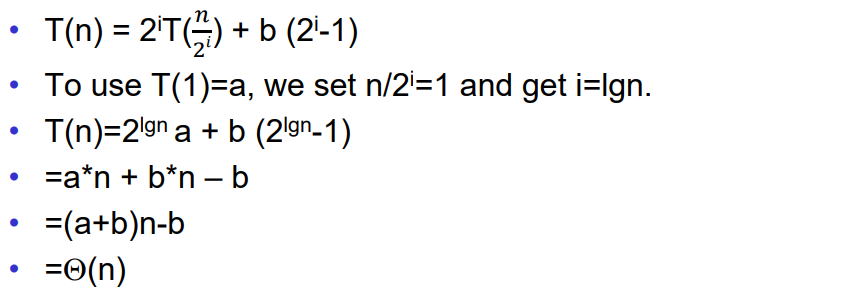 • T(n) = 2ⁱT(n/2ⁱ) + b (2ⁱ-1)
• To use T(1)=a, we set n/2ⁱ=1 and get i=lgn.
• T(n)=2ˡᵍⁿ a + b (2ˡᵍⁿ-1)
• =a*n + b*n – b
• =(a+b)n-b
• =Θ(n)